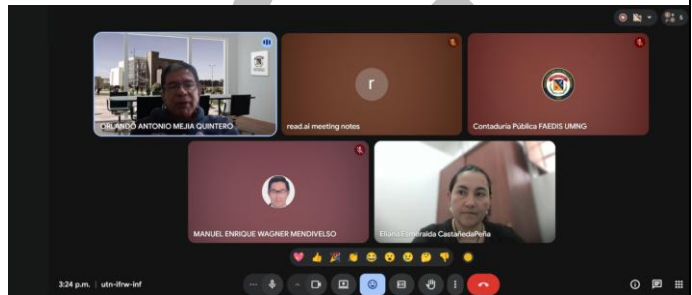 6
ORLANDO ANTONIO MEJIA QUINTERO
r
read.ai meeting notes
Contaduría Pública FAEDIS UMNG
MANUEL ENRIQUE WAGNER MENDIVELSO
Eliana Esmeralda CastañedaPeña
3:24 p.m. | utn-ifrw-inf